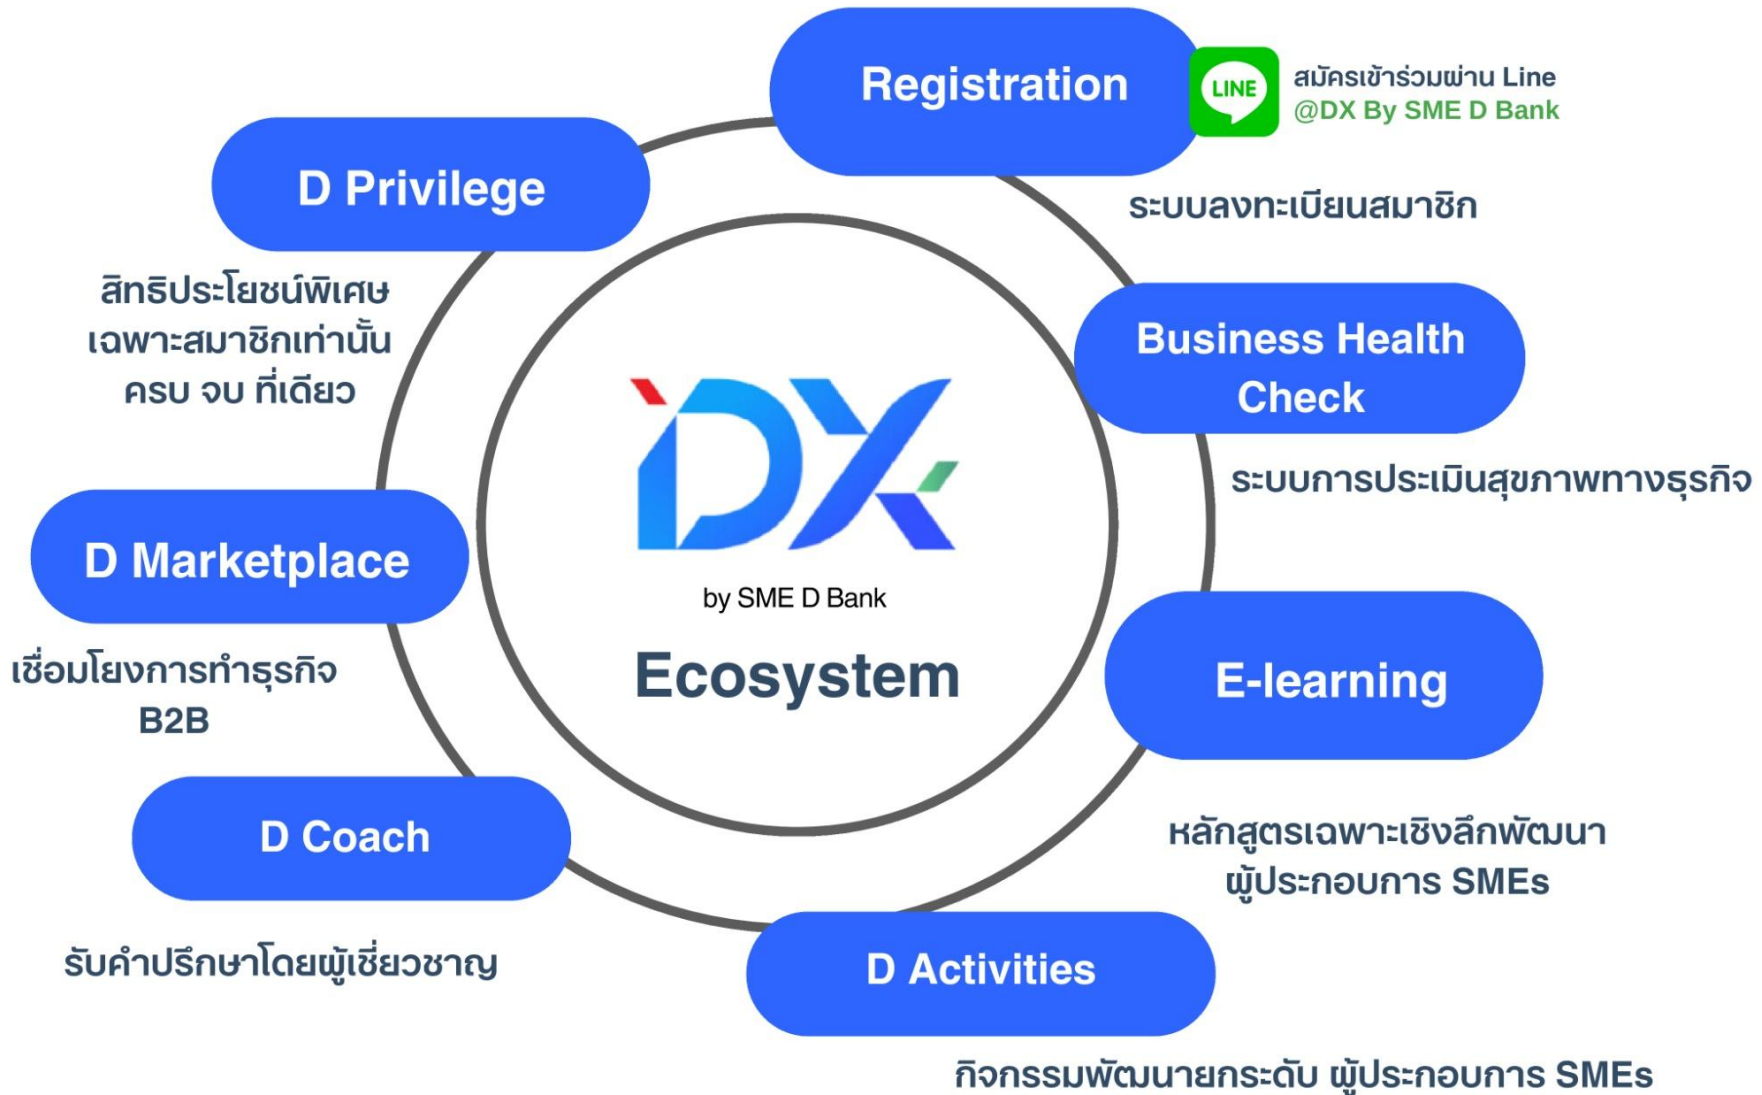 Registration
LINE
สมัครเข้าร่วมผ่าน Line
@DX By SME D Bank
ระบบลงทะเบียนสมาชิก
D Privilege
สิทธิประโยชน์พิเศษ
เฉพาะสมาชิกเท่านั้น
ครบ จบ ที่เดียว
Business Health
Check
ระบบการประเมินสุขภาพทางธุรกิจ
DX
by SME D Bank
Ecosystem
D Marketplace
เชื่อมโยงการทำธุรกิจ
B2B
E-learning
หลักสูตรเฉพาะเชิงลึกพัฒนา
ผู้ประกอบการ SMEs
D Coach
รับคำปรึกษาโดยผู้เชี่ยวชาญ
D Activities
กิจกรรมพัฒนายกระดับ ผู้ประกอบการ SMEs